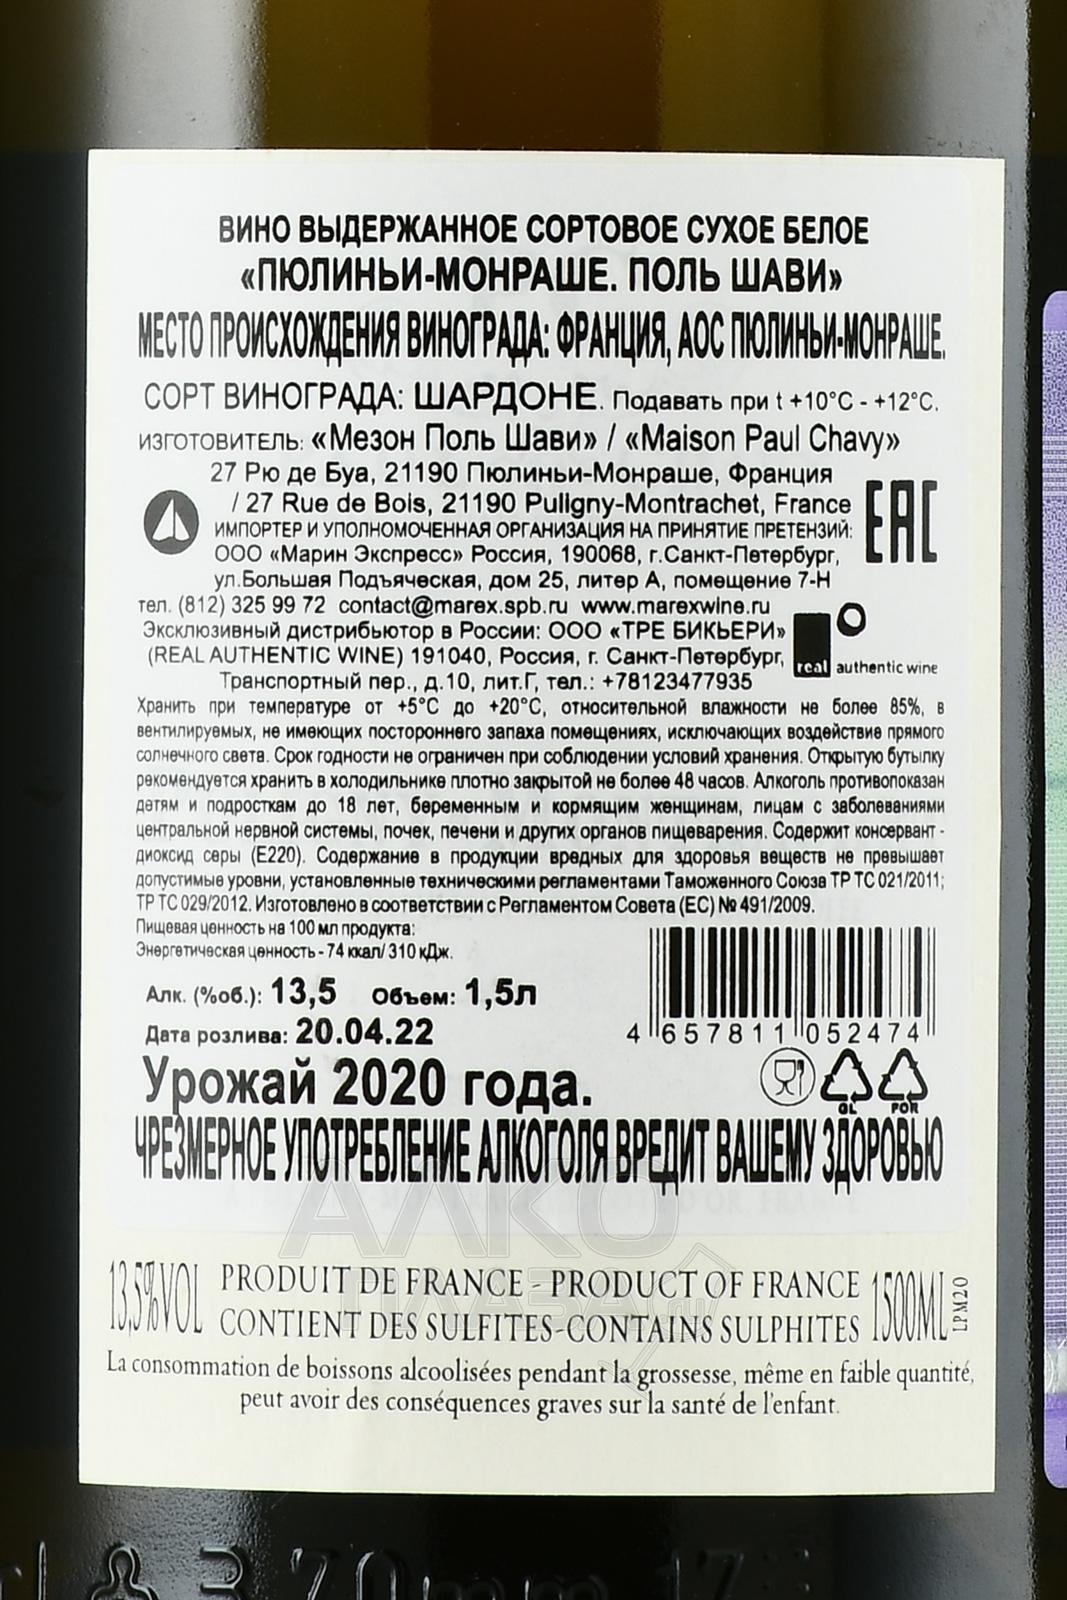 ВИНО ВЫДЕРЖАННОЕ СОРТОВОЕ СУХОЕ БЕЛОЕ
«ПЮЛИНЬИ-МОНРАШЕ. ПОЛЬ ШАВИ»
МЕСТО ПРОИСХОЖДЕНИЯ ВИНОГРАДА: ФРАНЦИЯ, АОС ПЮЛИНЬИ-МОНРАШЕ.
СОРТ ВИНОГРАДА: ШАРДОНЕ. Подавать при t +10°C - +12°C.
ИЗГОТОВИТЕЛЬ: «Мезон Поль Шави» / «Maison Paul Chavy»
27 Рю де Буа, 21190 Пюлиньи-Монраше, Франция
/ 27 Rue de Bois, 21190 Puligny-Montrachet, France
EAC
ИМПОРТЕР И УПОЛНОМОЧЕННАЯ ОРГАНИЗАЦИЯ НА ПРИНЯТИЕ ПРЕТЕНЗИЙ:
ООО «Марин Экспресс» Россия, 190068, г.Санкт-Петербург,
ул.Большая Подъяческая, дом 25, литер А, помещение 7-Н
тел. (812) 325 99 72 contact@marex.spb.ru www.marexwine.ru
Эксклюзивный дистрибьютор в России: ООО «ТРЕ БИКЬЕРИ»
(REAL AUTHENTIC WINE) 191040, Россия, г. Санкт-Петербург,
real authentic wine
Транспортный пер., д.10, лит.Г, тел.: +78123477935
Хранить при температуре от +5°C до +20°C, относительной влажности не более 85%, в
вентилируемых, не имеющих постороннего запаха помещениях, исключающих воздействие прямого
солнечного света. Срок годности не ограничен при соблюдении условий хранения. Открытую бутылку
рекомендуется хранить в холодильнике плотно закрытой не более 48 часов. Алкоголь противопоказан
детям и подросткам до 18 лет, беременным и кормящим женщинам, лицам с заболеваниями
центральной нервной системы, почек, печени и других органов пищеварения. Содержит консервант -
диоксид серы (Е220). Содержание в продукции вредных для здоровья веществ не превышает
допустимые уровни, установленные техническими регламентами Таможенного Союза ТР ТС 021/2011;
ТР ТС 029/2012. Изготовлено в соответствии с Регламентом Совета (ЕС) № 491/2009.
Пищевая ценность на 100 мл продукта:
Энергетическая ценность - 74 ккал/ 310 кДж.
Алк. (%об.): 13,5 Объем: 1,5л
Дата розлива: 20.04.22
4 657811 052474
Урожай 2020 года.
GL FOR
ЧРЕЗМЕРНОЕ УПОТРЕБЛЕНИЕ АЛКОГОЛЯ ВРЕДИТ ВАШЕМУ ЗДОРОВЬЮ
АЛКО
ПЛАЗА.ru
13,5%VOL PRODUIT DE FRANCE - PRODUCT OF FRANCE 1500ML LPM20
CONTIENT DES SULFITES-CONTAINS SULPHITES
La consommation de boissons alcoolisées pendant la grossesse, même en faible quantité,
peut avoir des conséquences graves sur la santé de l'enfant.
3 70mm 17